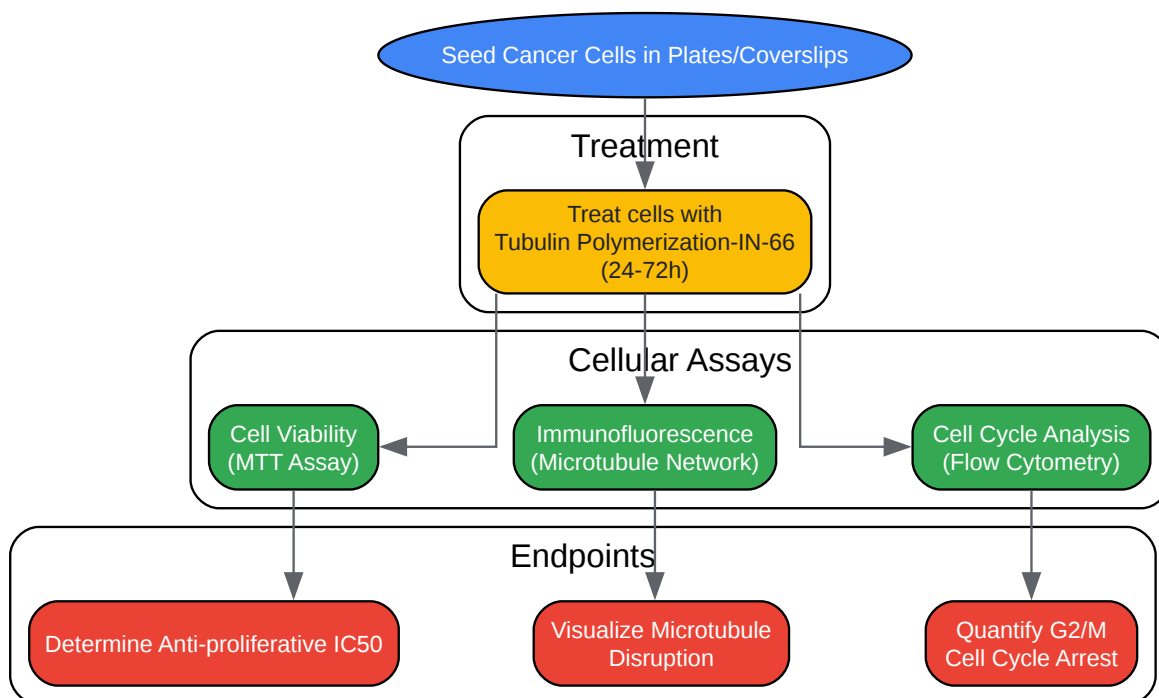 Seed Cancer Cells in Plates/Coverslips
Treatment
Treat cells with
Tubulin Polymerization-IN-66
(24-72h)
Cellular Assays
Cell Viability
(MTT Assay)
Immunofluorescence
(Microtubule Network)
Cell Cycle Analysis
(Flow Cytometry)
Endpoints
Determine Anti-proliferative IC50
Visualize Microtubule
Disruption
Quantify G2/M
Cell Cycle Arrest